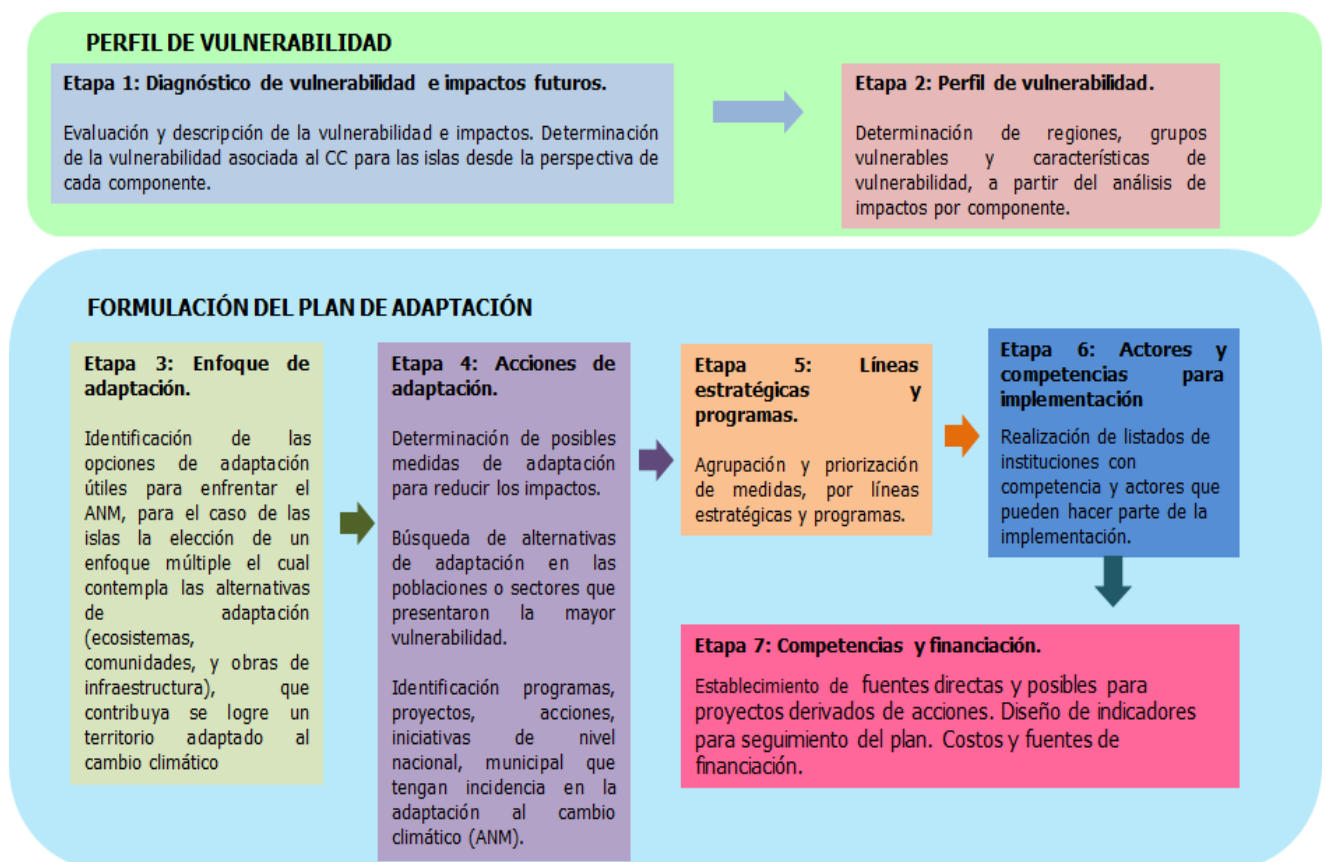 PERFIL DE VULNERABILIDAD
Etapa 1: Diagnóstico de vulnerabilidad e impactos futuros.
Evaluación y descripción de la vulnerabilidad e impactos. Determinación
de la vulnerabilidad asociada al CC para las islas desde la perspectiva de
cada componente.
Etapa 2: Perfil de vulnerabilidad.
Determinación de regiones, grupos
vulnerables y características de
vulnerabilidad, a partir del análisis de
impactos por componente.
FORMULACIÓN DEL PLAN DE ADAPTACIÓN
Etapa 3: Enfoque de
adaptación.
Identificación de las
opciones de adaptación
útiles para enfrentar el
ANM, para el caso de las
islas la elección de un
enfoque múltiple el cual
contempla las alternativas
de adaptación
(ecosistemas,
comunidades, y obras de
infraestructura), que
contribuya se logre un
territorio adaptado al
cambio climático
Etapa 4: Acciones de
adaptación.
Determinación de posibles
medidas de adaptación
para reducir los impactos.
Búsqueda de alternativas
de adaptación en las
poblaciones o sectores que
presentaron la mayor
vulnerabilidad.
Identificación programas,
proyectos, acciones,
iniciativas de nivel
nacional, municipal que
tengan incidencia en la
adaptación al cambio
climático (ANM).
Etapa 5: Líneas
estratégicas y
programas.
Agrupación y priorización
de medidas, por líneas
estratégicas y programas.
Etapa 6: Actores y
competencias para
implementación
Realización de listados de
instituciones con
competencia y actores que
pueden hacer parte de la
implementación.
Etapa 7: Competencias y financiación.
Establecimiento de fuentes directas y posibles para
proyectos derivados de acciones. Diseño de indicadores
para seguimiento del plan. Costos y fuentes de
financiación.